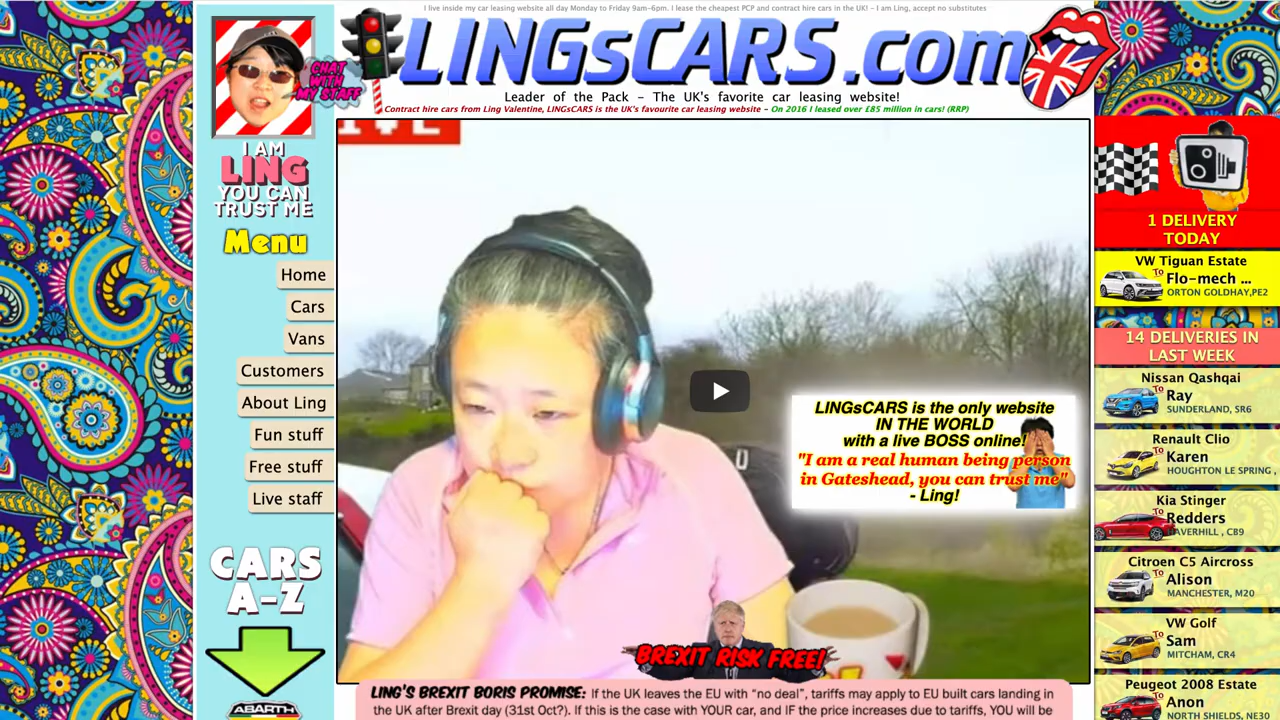 I live inside my car leasing website all day Monday to Friday 9am-6pm. I lease the cheapest PCP and contract hire cars in the UK! - I am Ling, accept no substitutes
CHAT
WITH
MY STAFF
LINGsCARS.com
Leader of the Pack - The UK's favorite car leasing website!
Contract hire cars from Ling Valentine, LINGsCARS is the UK's favourite car leasing website - On 2016 I leased over £85 million in cars! (RRP)
I AM
LING
YOU CAN
TRUST ME
Menu
Home
Cars
Vans
Customers
About Ling
Fun stuff
Free stuff
Live staff
CARS
A-Z
ABARTH
LIVE
LINGsCARS is the only website
IN THE WORLD
with a live BOSS online!
"I am a real human being person
in Gateshead, you can trust me"
- Ling!
BREXIT RISK FREE!
LING'S BREXIT BORIS PROMISE: If the UK leaves the EU with "no deal", tariffs may apply to EU built cars landing in
the UK after Brexit day (31st Oct?). If this is the case with YOUR car, and IF the price increases due to tariffs, YOU will be
1 DELIVERY
TODAY
VW Tiguan Estate
To Flo-mech ...
ORTON GOLDHAY,PE2
14 DELIVERIES IN
LAST WEEK
Nissan Qashqai
To Ray
SUNDERLAND, SR6
Renault Clio
To Karen
HOUGHTON LE SPRING ,
Kia Stinger
To Redders
HAVERHILL , CB9
Citroen C5 Aircross
To Alison
MANCHESTER, M20
VW Golf
To Sam
MITCHAM, CR4
Peugeot 2008 Estate
To Anon
NORTH SHIELDS, NE30